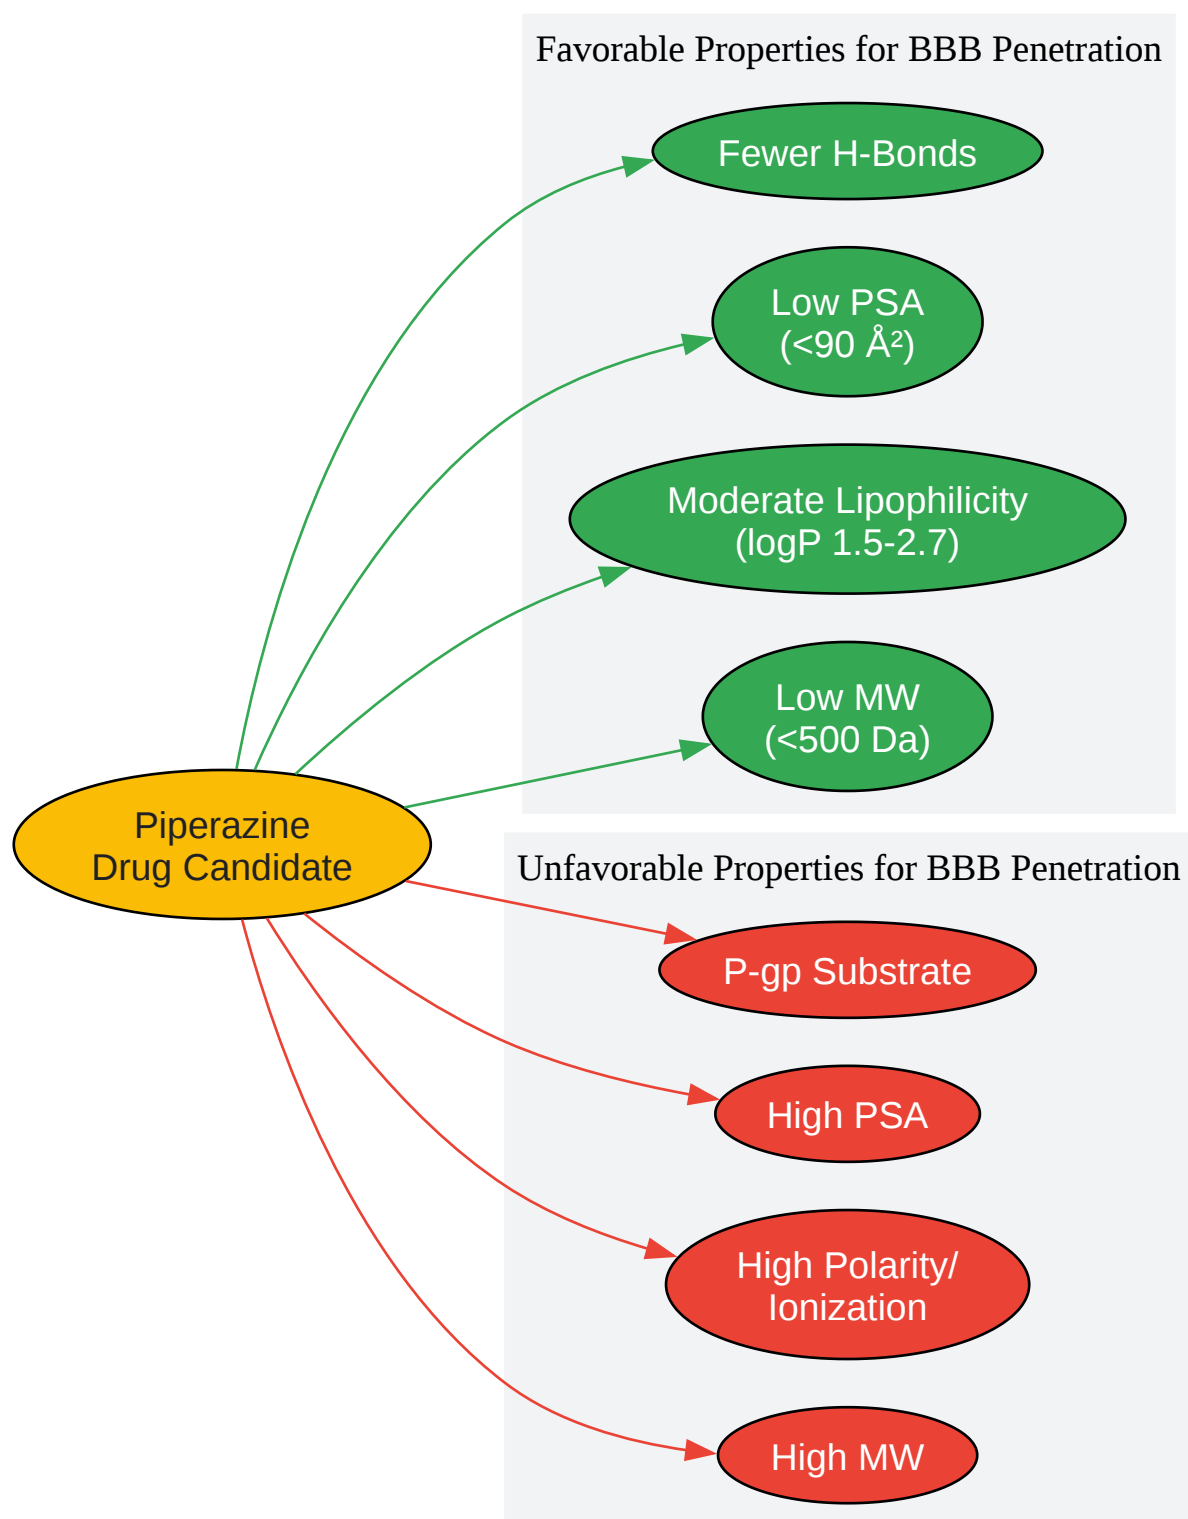 Favorable Properties for BBB Penetration
Fewer H-Bonds
Low PSA
(<90 Å²)
Moderate Lipophilicity
(logP 1.5-2.7)
Low MW
(<500 Da)
Piperazine
Drug Candidate
Unfavorable Properties for BBB Penetration
P-gp Substrate
High PSA
High Polarity/
Ionization
High MW